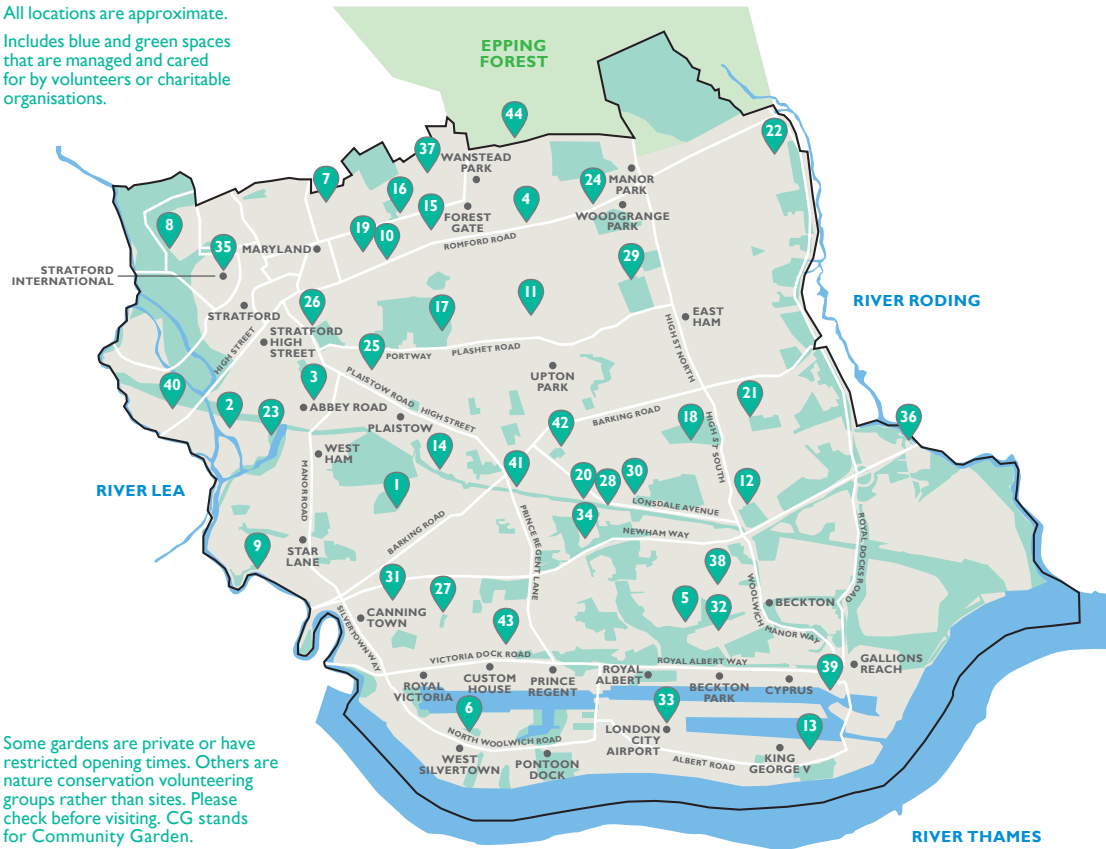 All locations are approximate.
Includes blue and green spaces
that are managed and cared
for by volunteers or charitable
organisations.
EPPING
FOREST
44
22
37
WANSTEAD
PARK
7
16
15
24
MANOR
PARK
4
FOREST
GATE
WOODGRANGE
PARK
8
35
19
10
MARYLAND
ROMFORD ROAD
29
STRATFORD
INTERNATIONAL
11
RIVER RODING
26
17
STRATFORD
STRATFORD
HIGH
STREET
HIGH STREET
EAST
HAM
HIGH ST NORTH
25
PORTWAY
PLASHET ROAD
UPTON
PARK
3
PLAISTOW ROAD
HIGH STREET
40
2
23
ABBEY ROAD
PLAISTOW
42
BARKING ROAD
18
21
HIGH ST SOUTH
36
WEST
HAM
14
41
MANOR ROAD
RIVER LEA
1
20
28
30
12
LONSDALE AVENUE
34
NEWHAM WAY
BARKING ROAD
PRINCE REGENT LANE
ROYAL DOCKS ROAD
9
STAR
LANE
38
31
27
5
32
WOOLWICH
MANOR WAY
BECKTON
CANNING
TOWN
SILVERTOWN WAY
43
VICTORIA DOCK ROAD
ROYAL ALBERT WAY
39
GALLIONS
REACH
ROYAL
VICTORIA
CUSTOM
HOUSE
PRINCE
REGENT
ROYAL
ALBERT
BECKTON
PARK
CYPRUS
6
33
13
NORTH WOOLWICH ROAD
LONDON
CITY
AIRPORT
WEST
SILVERTOWN
PONTOON
DOCK
ALBERT ROAD
KING
GEORGE V
Some gardens are private or have
restricted opening times. Others are
nature conservation volunteering
groups rather than sites. Please
check before visiting. CG stands
for Community Garden.
RIVER THAMES